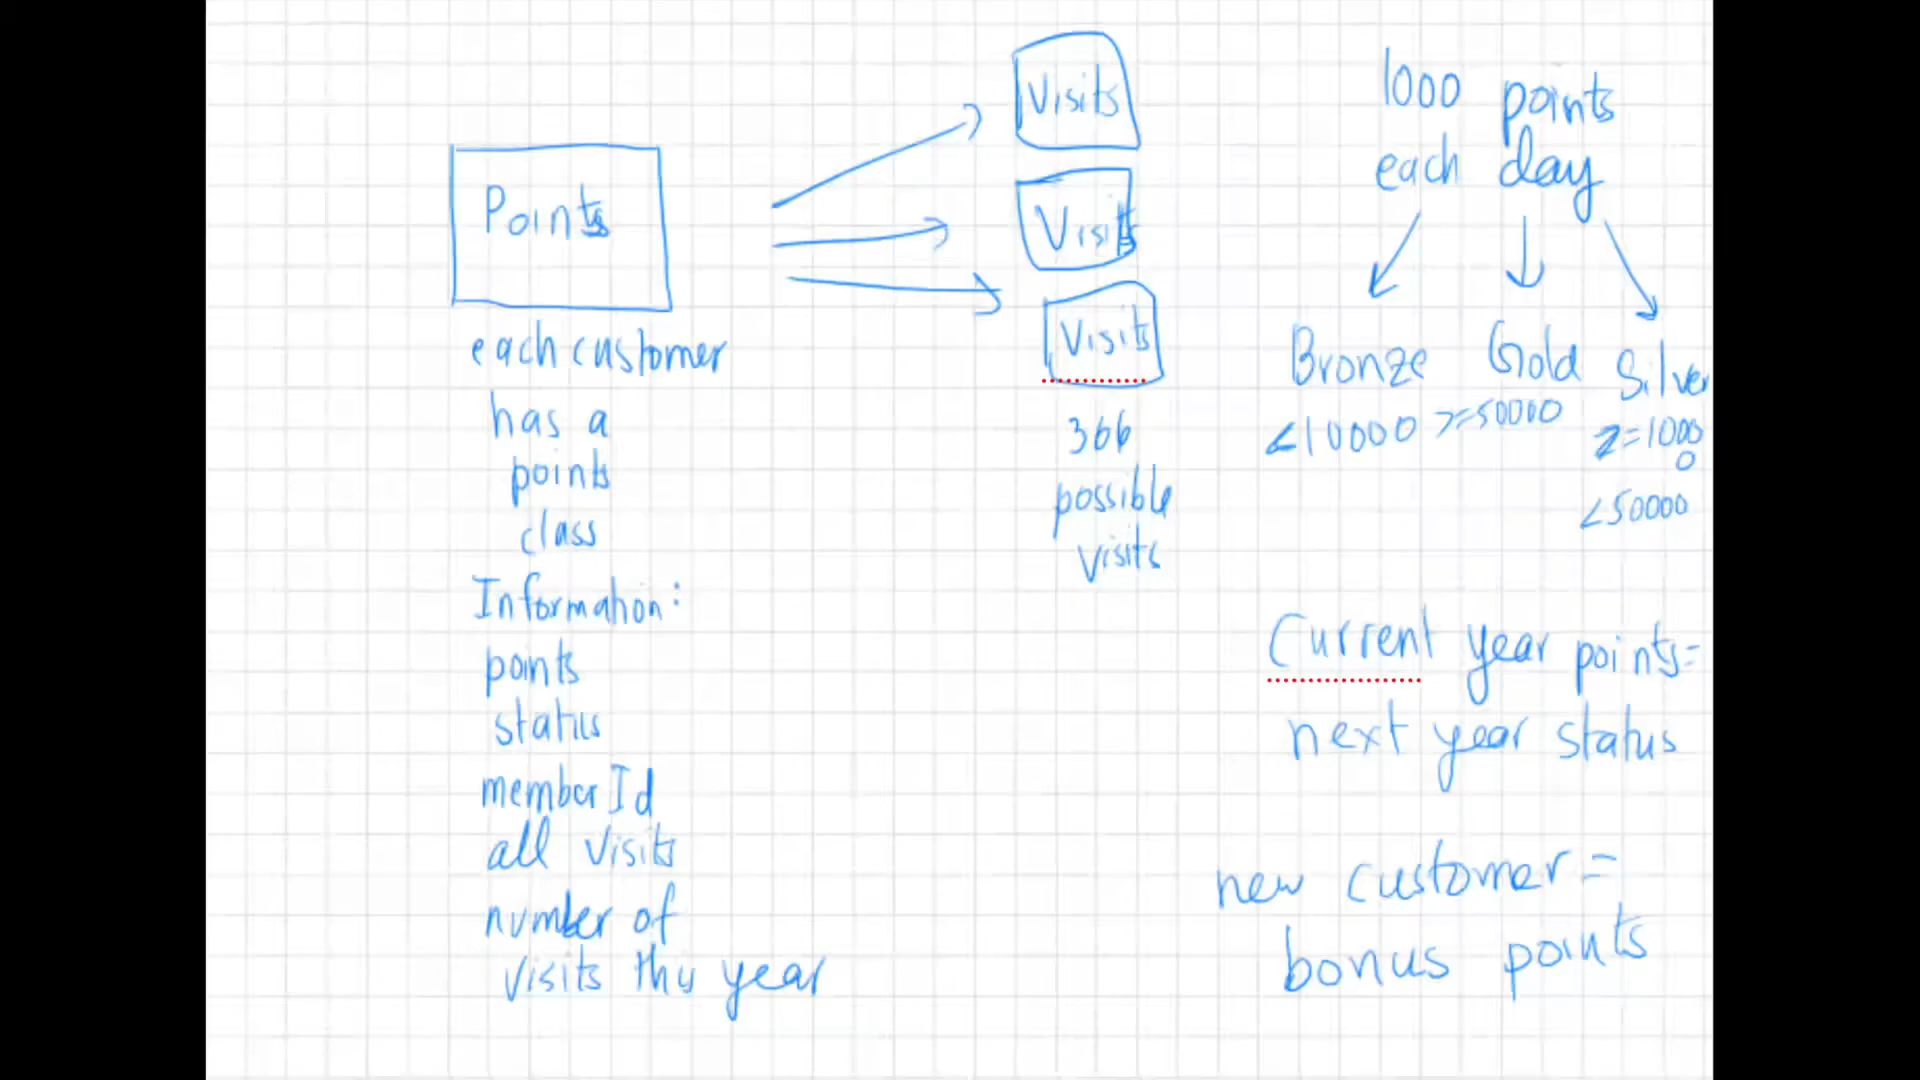 Points
each customer
has a
points
class
Information:
points
status
member Id
all visits
number of
visits this year
Visits
Visits
Visits
366
possible
visits
1000 points
each day
Bronze Gold Silver
<10000 >=50000 >=1000
0
<50000
Current year points=
next year status
new customer=
bonus points